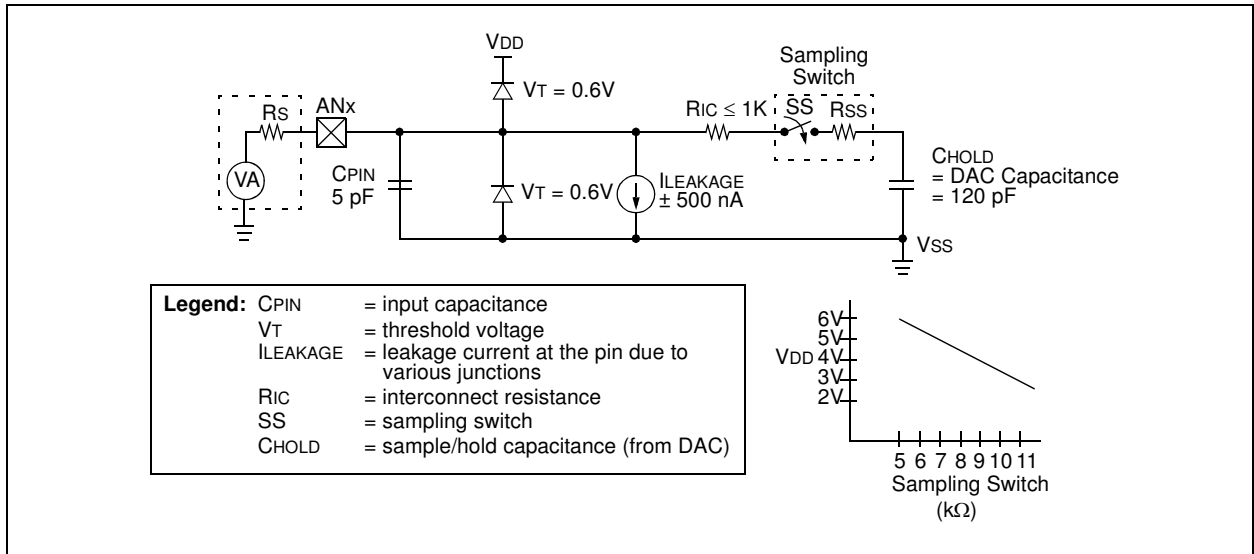 VDD
VT = 0.6V
Sampling
Switch
RS
ANx
RIC ≤ 1K
SS
RSS
VA
CPIN
5 pF
VT = 0.6V
ILEAKAGE
± 500 nA
CHOLD
= DAC Capacitance
= 120 pF
VSS
Legend: CPIN = input capacitance
VT = threshold voltage
ILEAKAGE = leakage current at the pin due to
various junctions
RIC = interconnect resistance
SS = sampling switch
CHOLD = sample/hold capacitance (from DAC)
6V
5V
VDD 4V
3V
2V
5 6 7 8 9 10 11
Sampling Switch
(kΩ)